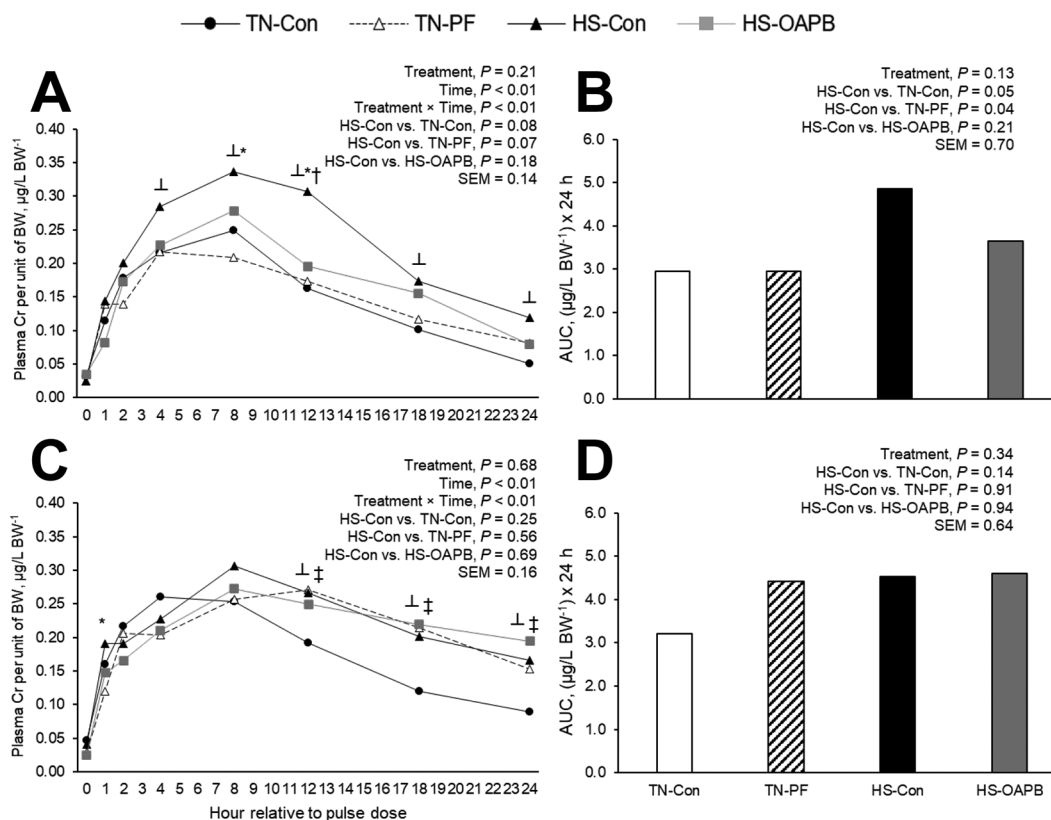 TN-Con TN-PF HS-Con HS-OAPB
A
Treatment, P = 0.21
Time, P < 0.01
Treatment × Time, P < 0.01
HS-Con vs. TN-Con, P = 0.08
HS-Con vs. TN-PF, P = 0.07
HS-Con vs. HS-OAPB, P = 0.18
SEM = 0.14
Plasma Cr per unit of BW, µg/L BW⁻¹
0.40
0.35
0.30
0.25
0.20
0.15
0.10
0.05
0.00
⊥
⊥*
⊥*†
⊥
⊥
0 1 2 3 4 5 6 7 8 9 10 11 12 13 14 15 16 17 18 19 20 21 22 23 24
B
Treatment, P = 0.13
HS-Con vs. TN-Con, P = 0.05
HS-Con vs. TN-PF, P = 0.04
HS-Con vs. HS-OAPB, P = 0.21
SEM = 0.70
AUC, (µg/L BW⁻¹) x 24 h
6.0
5.0
4.0
3.0
2.0
1.0
0.0
C
Treatment, P = 0.68
Time, P < 0.01
Treatment × Time, P < 0.01
HS-Con vs. TN-Con, P = 0.25
HS-Con vs. TN-PF, P = 0.56
HS-Con vs. HS-OAPB, P = 0.69
SEM = 0.16
Plasma Cr per unit of BW, µg/L BW⁻¹
0.40
0.35
0.30
0.25
0.20
0.15
0.10
0.05
0.00
*
⊥‡
⊥‡
⊥‡
0 1 2 3 4 5 6 7 8 9 10 11 12 13 14 15 16 17 18 19 20 21 22 23 24
Hour relative to pulse dose
D
Treatment, P = 0.34
HS-Con vs. TN-Con, P = 0.14
HS-Con vs. TN-PF, P = 0.91
HS-Con vs. HS-OAPB, P = 0.94
SEM = 0.64
AUC, (µg/L BW⁻¹) x 24 h
6.0
5.0
4.0
3.0
2.0
1.0
0.0
TN-Con TN-PF HS-Con HS-OAPB